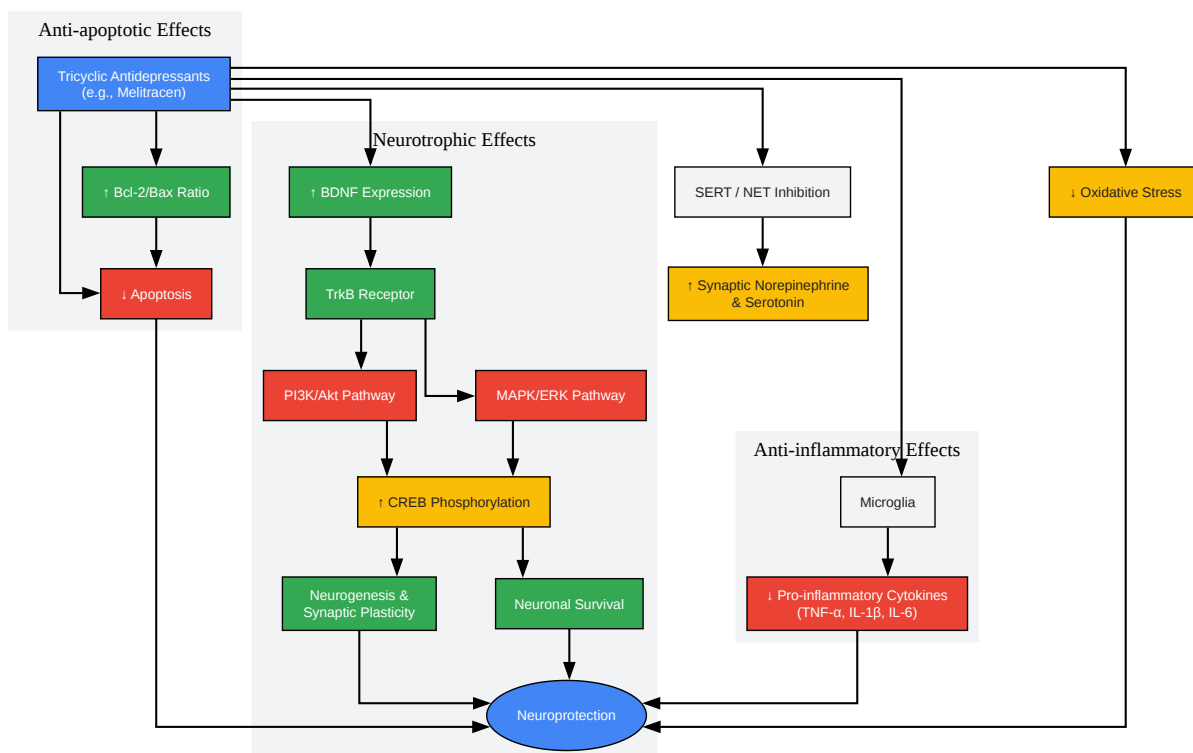 Anti-apoptotic Effects
Tricyclic Antidepressants
(e.g., Melitracen)
Neurotrophic Effects
↑ Bcl-2/Bax Ratio
↑ BDNF Expression
SERT / NET Inhibition
↓ Oxidative Stress
↓ Apoptosis
TrkB Receptor
↑ Synaptic Norepinephrine
& Serotonin
PI3K/Akt Pathway
MAPK/ERK Pathway
Anti-inflammatory Effects
↑ CREB Phosphorylation
Microglia
Neurogenesis &
Synaptic Plasticity
Neuronal Survival
↓ Pro-inflammatory Cytokines
(TNF-α, IL-1β, IL-6)
Neuroprotection